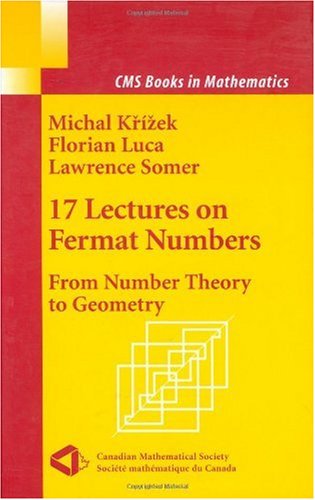 CMS Books in Mathematics
Michal Křížek
Florian Luca
Lawrence Somer
17 Lectures on
Fermat Numbers
From Number Theory
to Geometry
Canadian Mathematical Society
Société mathématique du Canada